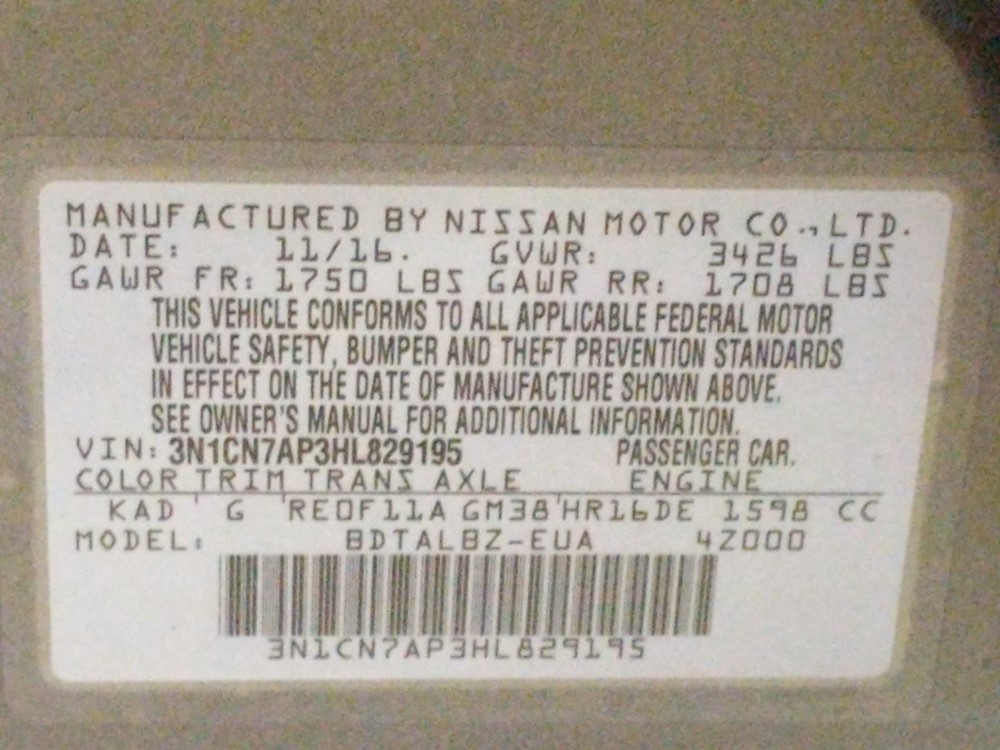 MANUFACTURED BY NISSAN MOTOR CO.,LTD.
DATE: 11/16. GVWR: 3426 LBS
GAWR FR: 1750 LBS GAWR RR: 1708 LBS
THIS VEHICLE CONFORMS TO ALL APPLICABLE FEDERAL MOTOR
VEHICLE SAFETY, BUMPER AND THEFT PREVENTION STANDARDS
IN EFFECT ON THE DATE OF MANUFACTURE SHOWN ABOVE.
SEE OWNER'S MANUAL FOR ADDITIONAL INFORMATION.
VIN: 3N1CN7AP3HL829195 PASSENGER CAR.
COLOR TRIM TRANS AXLE ENGINE
KAD ' G 'RE0F11A GM38'HR16DE 1598 CC
MODEL: BDTALBZ-EUA 4Z000
3N1CN7AP3HL829195